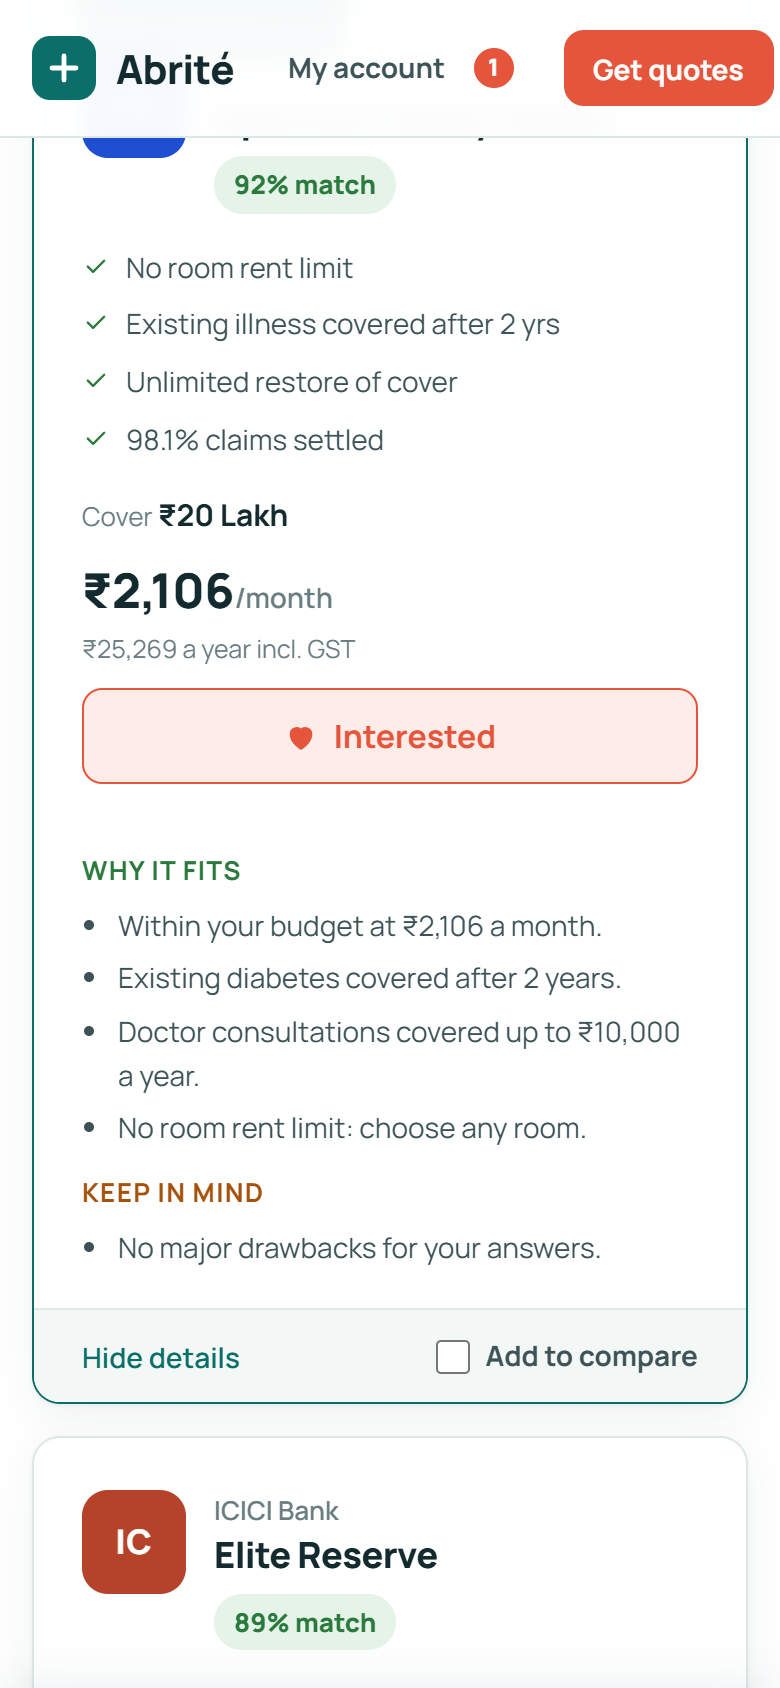 Abrité
My account 1
Get quotes
92% match
No room rent limit
Existing illness covered after 2 yrs
Unlimited restore of cover
98.1% claims settled
Cover ₹20 Lakh
₹2,106/month
₹25,269 a year incl. GST
Interested
WHY IT FITS
Within your budget at ₹2,106 a month.
Existing diabetes covered after 2 years.
Doctor consultations covered up to ₹10,000
a year.
No room rent limit: choose any room.
KEEP IN MIND
No major drawbacks for your answers.
Hide details
Add to compare
IC
ICICI Bank
Elite Reserve
89% match